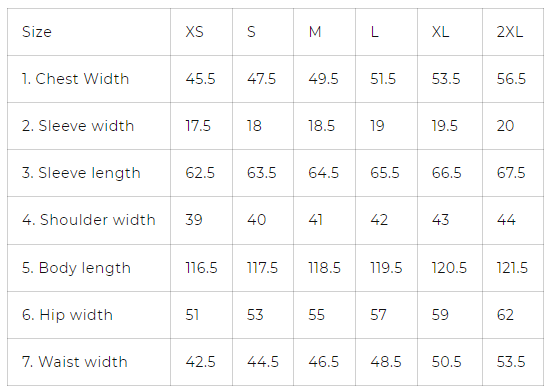 Size XS S M L XL 2XL
1. Chest Width 45.5 47.5 49.5 51.5 53.5 56.5
2. Sleeve width 17.5 18 18.5 19 19.5 20
3. Sleeve length 62.5 63.5 64.5 65.5 66.5 67.5
4. Shoulder width 39 40 41 42 43 44
5. Body length 116.5 117.5 118.5 119.5 120.5 121.5
6. Hip width 51 53 55 57 59 62
7. Waist width 42.5 44.5 46.5 48.5 50.5 53.5